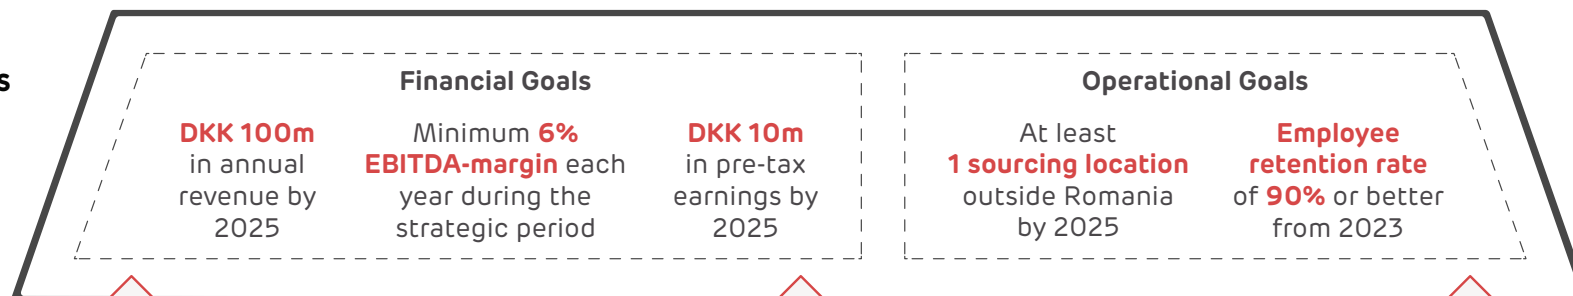 s
Financial Goals
DKK 100m
in annual
revenue by
2025
Minimum 6%
EBITDA-margin each
year during the
strategic period
DKK 10m
in pre-tax
earnings by
2025
Operational Goals
At least
1 sourcing location
outside Romania
by 2025
Employee
retention rate
of 90% or better
from 2023